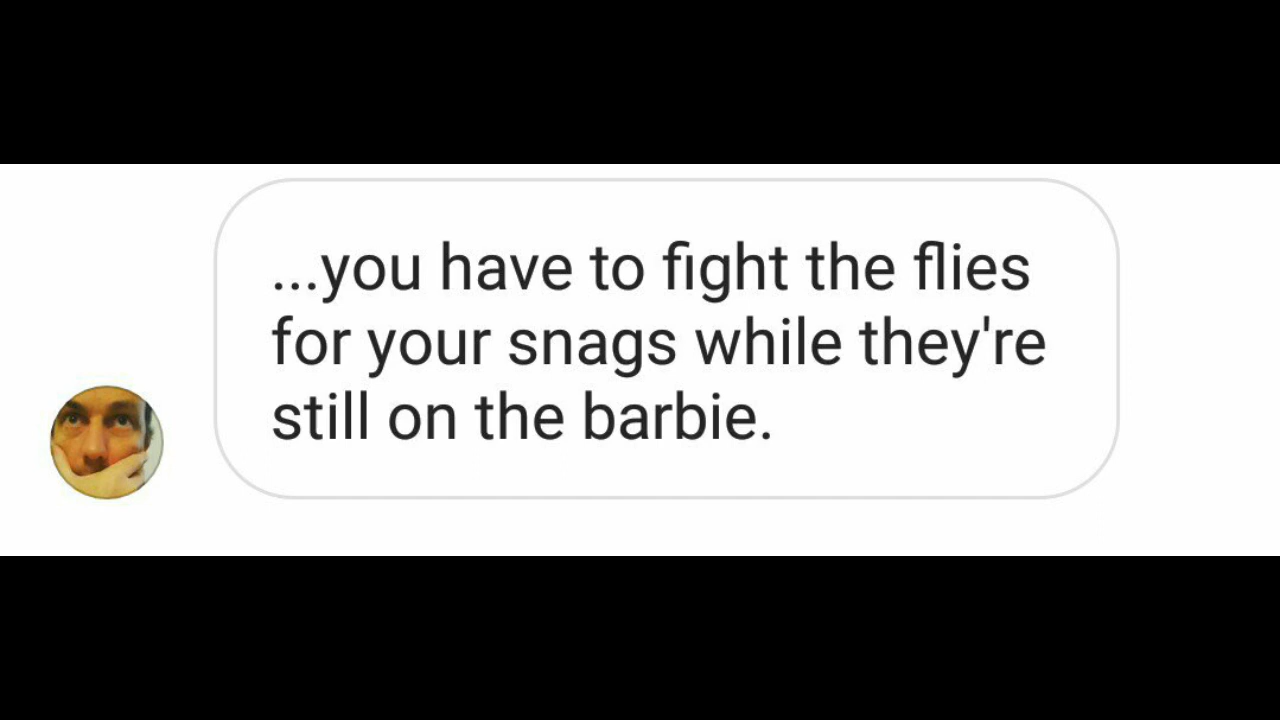 ...you have to fight the flies
for your snags while they're
still on the barbie.